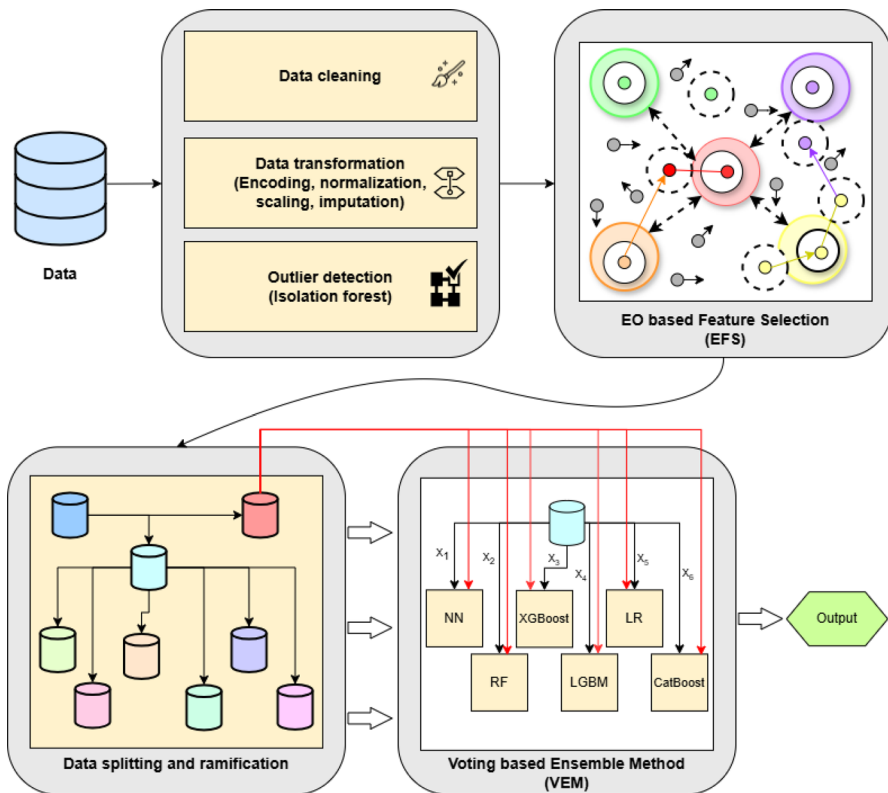 Data cleaning
Data transformation
(Encoding, normalization,
scaling, imputation)
Outlier detection
(Isolation forest)
Data
EO based Feature Selection
(EFS)
X1
X2
X3
X4
X5
X6
NN
XGBoost
LR
RF
LGBM
CatBoost
Output
Data splitting and ramification
Voting based Ensemble Method
(VEM)